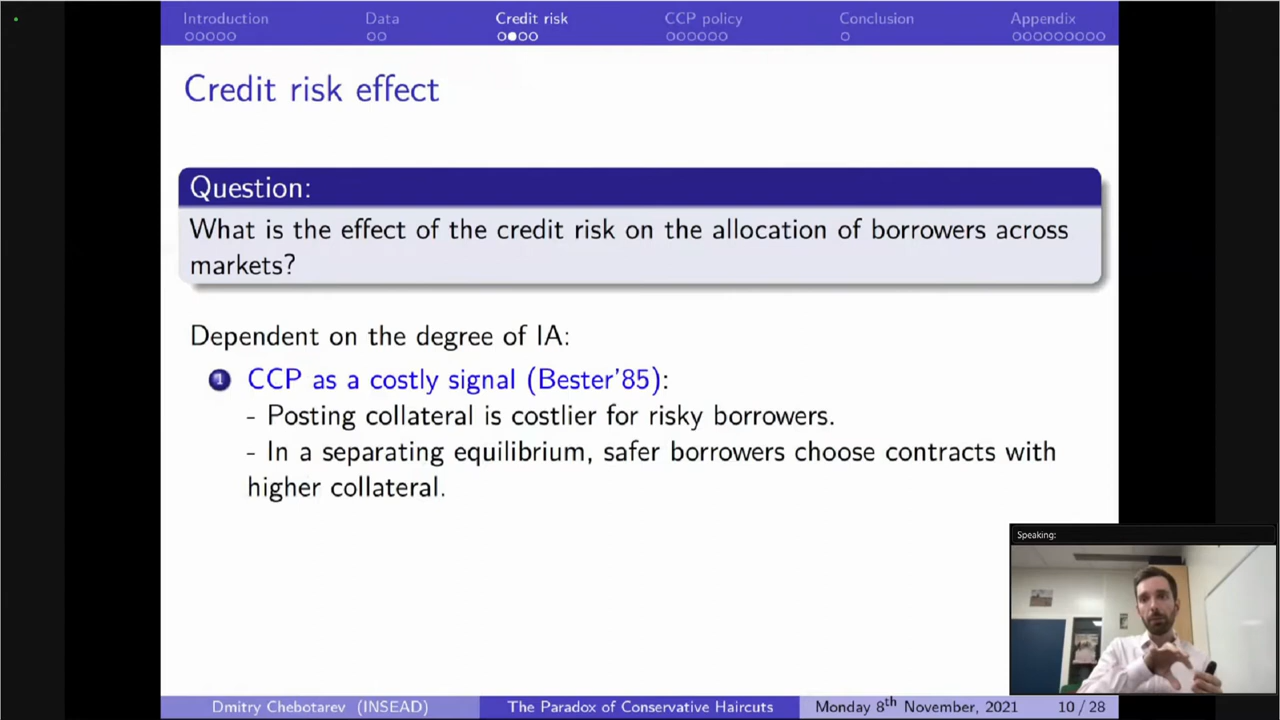 Introduction Data Credit risk CCP policy Conclusion Appendix
Credit risk effect
Question:
What is the effect of the credit risk on the allocation of borrowers across
markets?
Dependent on the degree of IA:
1 CCP as a costly signal (Bester'85):
- Posting collateral is costlier for risky borrowers.
- In a separating equilibrium, safer borrowers choose contracts with
higher collateral.
Speaking:
Dmitry Chebotarev (INSEAD) The Paradox of Conservative Haircuts Monday 8th November, 2021 10 / 28